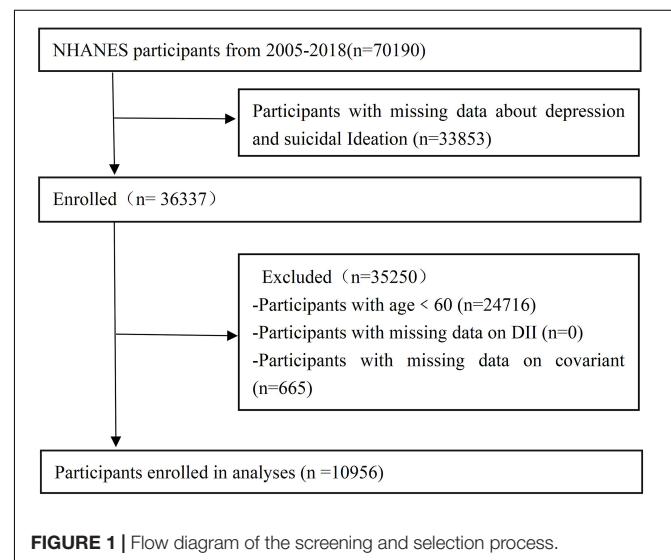 NHANES participants from 2005-2018(n=70190)
Participants with missing data about depression
and suicidal Ideation (n=33853)
Enrolled（n= 36337）
Excluded（n=35250）
-Participants with age < 60 (n=24716)
-Participants with missing data on DII (n=0)
-Participants with missing data on covariant
(n=665)
Participants enrolled in analyses (n =10956)
FIGURE 1 | Flow diagram of the screening and selection process.